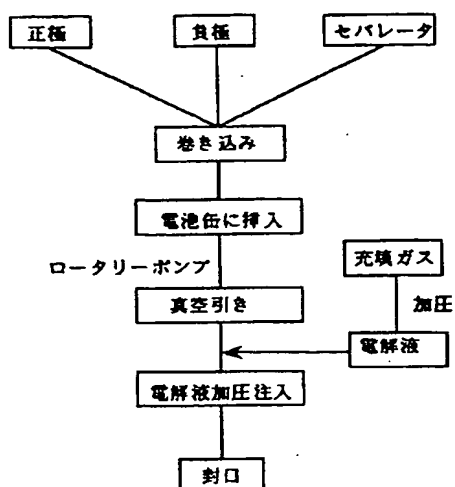 正極
負極
セパレータ
巻き込み
電池缶に挿入
ロータリーポンプ
充填ガス
真空引き
加圧
電解液
電解液加圧注入
封口